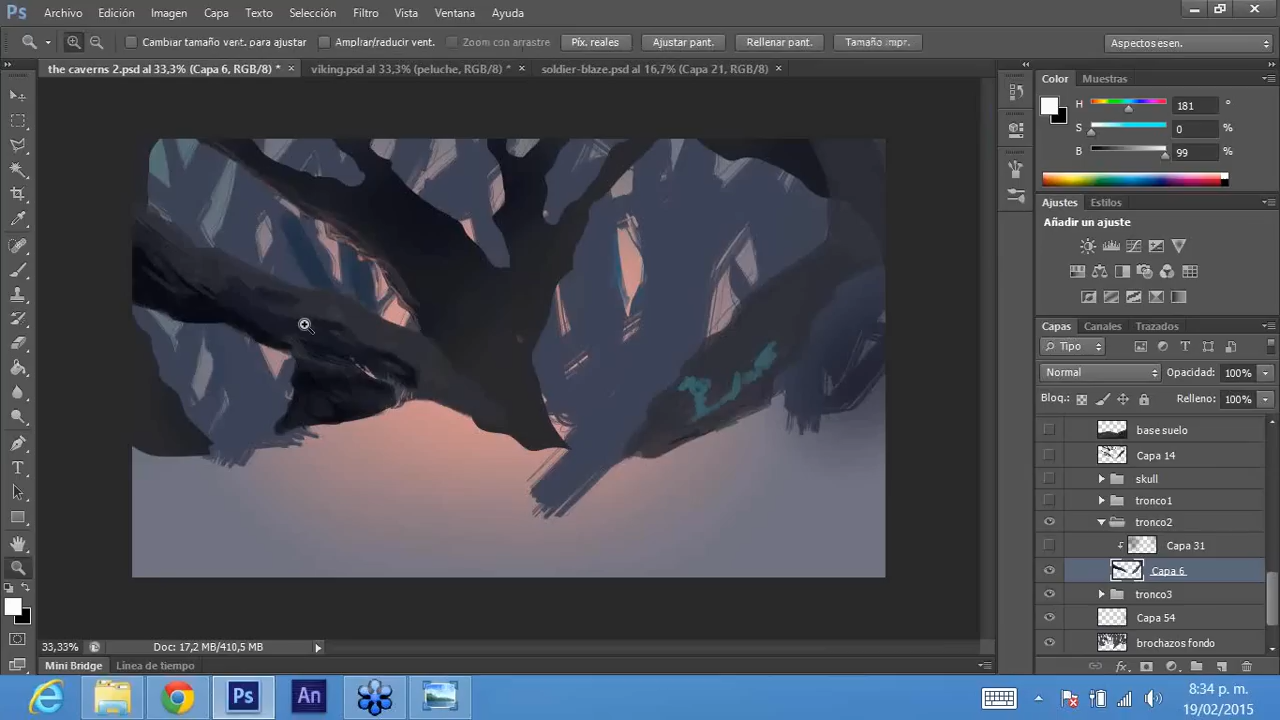 Ps Archivo Edición Imagen Capa Texto Selección Filtro Vista Ventana Ayuda
Cambiar tamaño vent. para ajustar Ampliar/reducir vent. Zoom con arrastre Píx. reales Ajustar pant. Rellenar pant. Tamaño impr. Aspectos esen.
the caverns 2.psd al 33,3% (Capa 6, RGB/8) * × viking.psd al 33,3% (peluche, RGB/8) * × soldier-blaze.psd al 16,7% (Capa 21, RGB/8) ×
Color Muestras
H 181 °
S 0 %
B 99 %
Ajustes Estilos
Añadir un ajuste
Capas Canales Trazados
Tipo
Normal Opacidad: 100%
Bloq.: Relleno: 100%
base suelo
Capa 14
skull
tronco1
tronco2
Capa 31
Capa 6
tronco3
Capa 54
brochazos fondo
33,33% Doc: 17,2 MB/410,5 MB
Mini Bridge Línea de tiempo
Ps An
8:34 p. m.
19/02/2015